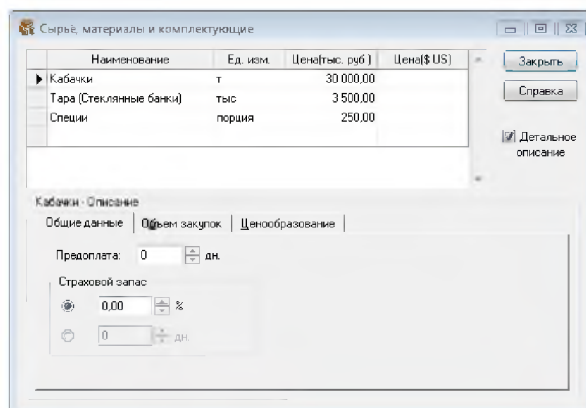 Сырьё, материалы и комплектующие
Наименование Ед. изм. Цена(тыс. руб.) Цена($ US)
Кабачки т 30 000,00
Тара (Стеклянные банки) тыс 3 500,00
Специи порция 250,00
Закрыть
Справка
Детальное
описание
Кабачки - Описание
Общие данные Объем закупок Ценообразование
Предоплата: 0 дн.
Страховой запас
0,00 %
0 дн.